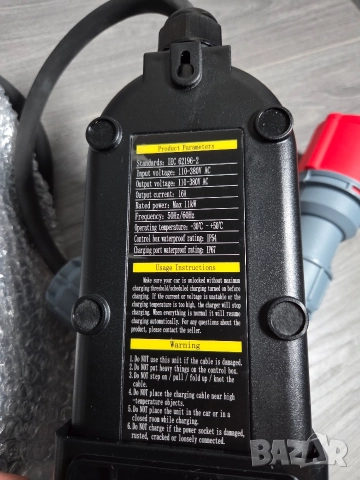 Product Parameters
Standards: IEC 62196-2
Input voltage: 110-380V AC
Output voltage: 110-380V AC
Output current: 16A
Rated power: Max 11kW
Frequency: 50Hz/60Hz
Operating temperature: -30℃ - +50℃
Control box waterproof rating: IP54
Charging port waterproof rating: IP67
Usage Instructions
Make sure your car is unlocked without maximum
charging threshold/scheduled charging turned on before
charging. If the current or voltage is unstable or the
charging temperature is too high, the charger will stop
charging. When everything is normal it will resume
charging automatically. For any questions about the
product, please contact the seller.
Warning
1. Do NOT use this unit if the cable is damaged.
2. Do NOT put heavy things on the control box.
3. Do NOT step on / pull / fold up / knot the
cable.
4. Do NOT place the charging cable near high
-temperature objects.
5. Do NOT place the unit in the car or in a
closed room while charging.
6. Do NOT charge if the power socket is damaged,
rusted, cracked or loosely connected.
BAZAR
bg